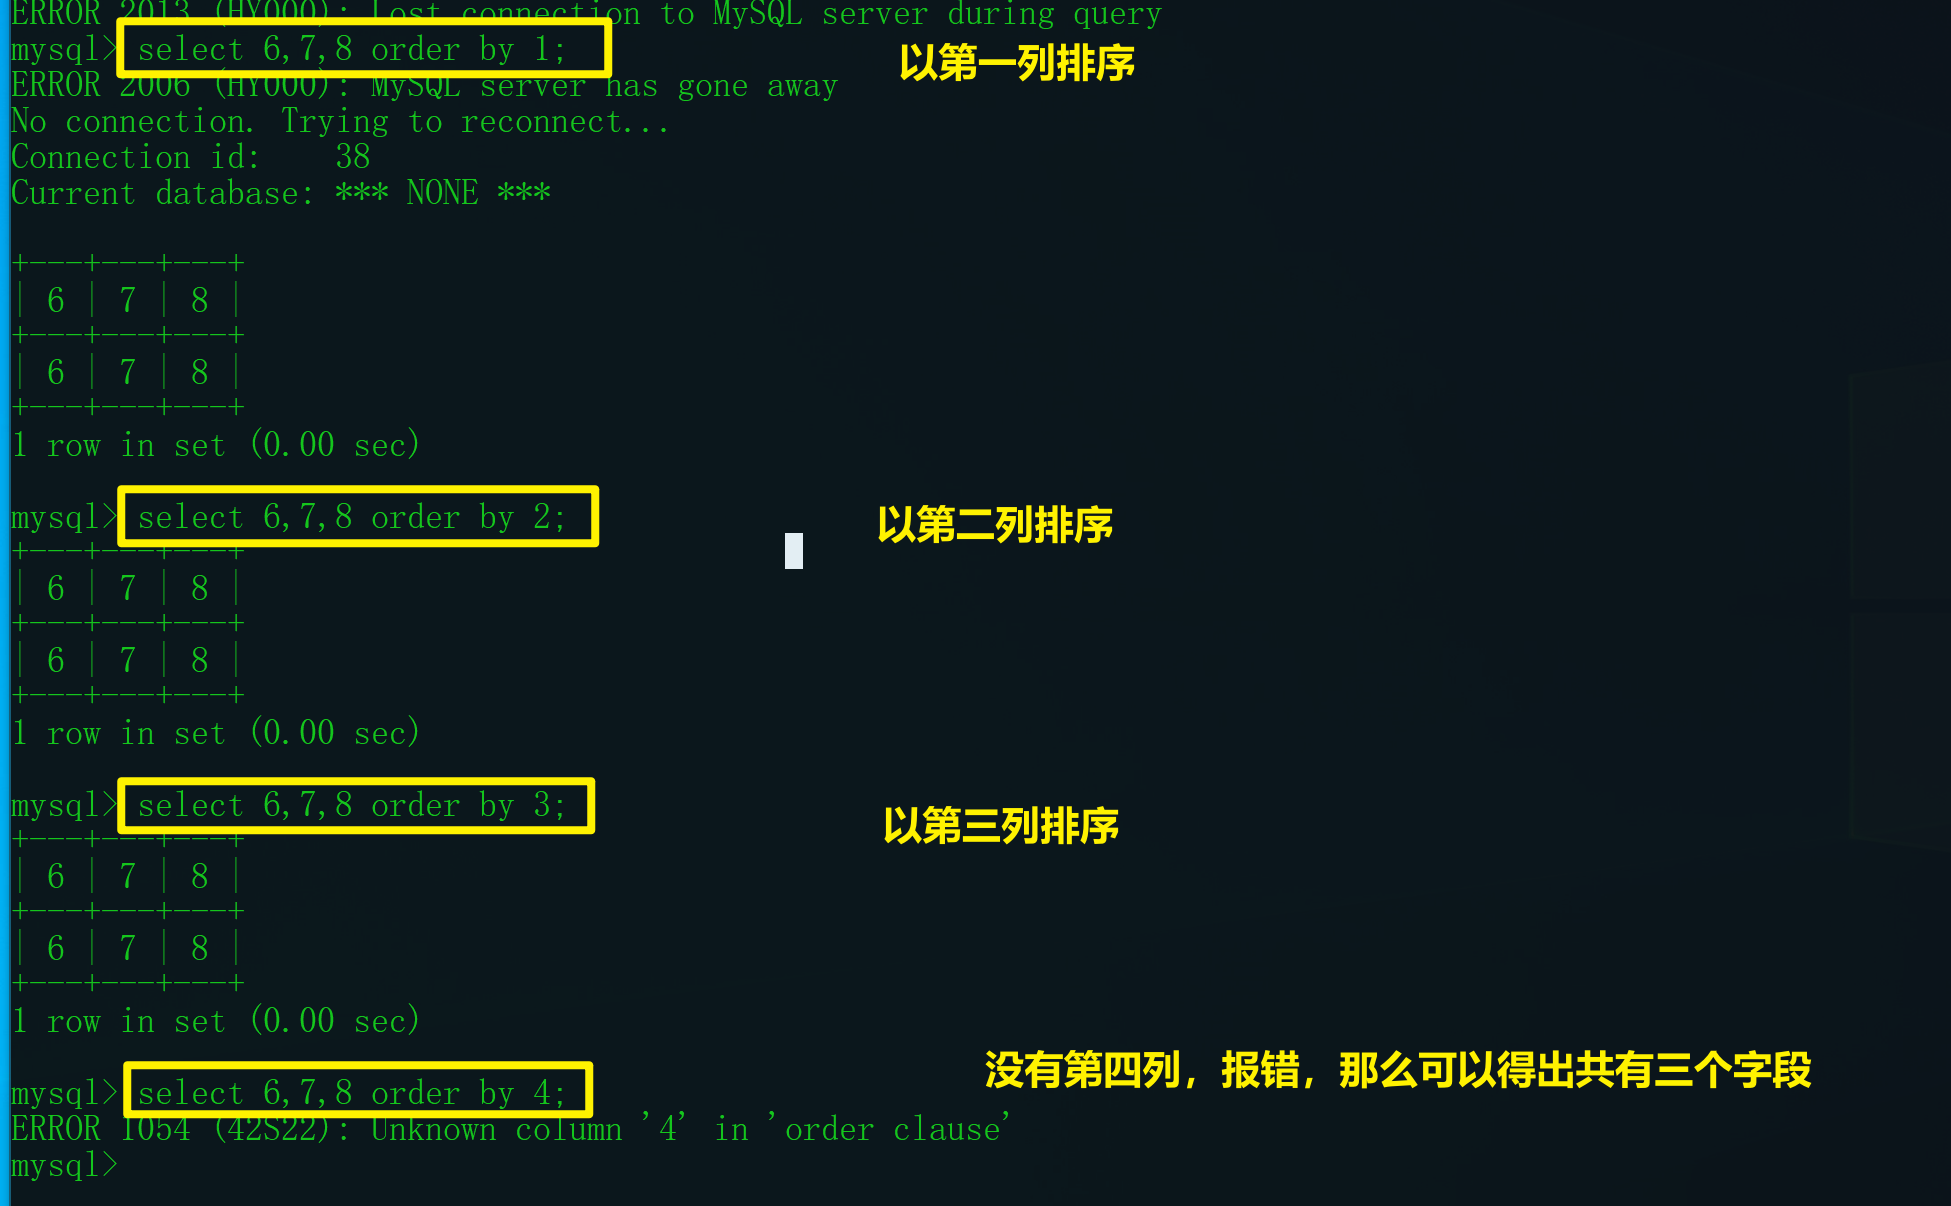 ERROR 2013 (HY000): Lost connection to MySQL server during query
mysql> select 6,7,8 order by 1;
以第一列排序
ERROR 2006 (HY000): MySQL server has gone away
No connection. Trying to reconnect...
Connection id:    38
Current database: *** NONE ***
+---+---+---+
| 6 | 7 | 8 |
+---+---+---+
| 6 | 7 | 8 |
+---+---+---+
1 row in set (0.00 sec)
mysql> select 6,7,8 order by 2;
以第二列排序
+---+---+---+
| 6 | 7 | 8 |
+---+---+---+
| 6 | 7 | 8 |
+---+---+---+
1 row in set (0.00 sec)
mysql> select 6,7,8 order by 3;
以第三列排序
+---+---+---+
| 6 | 7 | 8 |
+---+---+---+
| 6 | 7 | 8 |
+---+---+---+
1 row in set (0.00 sec)
没有第四列，报错，那么可以得出共有三个字段
mysql> select 6,7,8 order by 4;
ERROR 1054 (42S22): Unknown column '4' in 'order clause'
mysql>